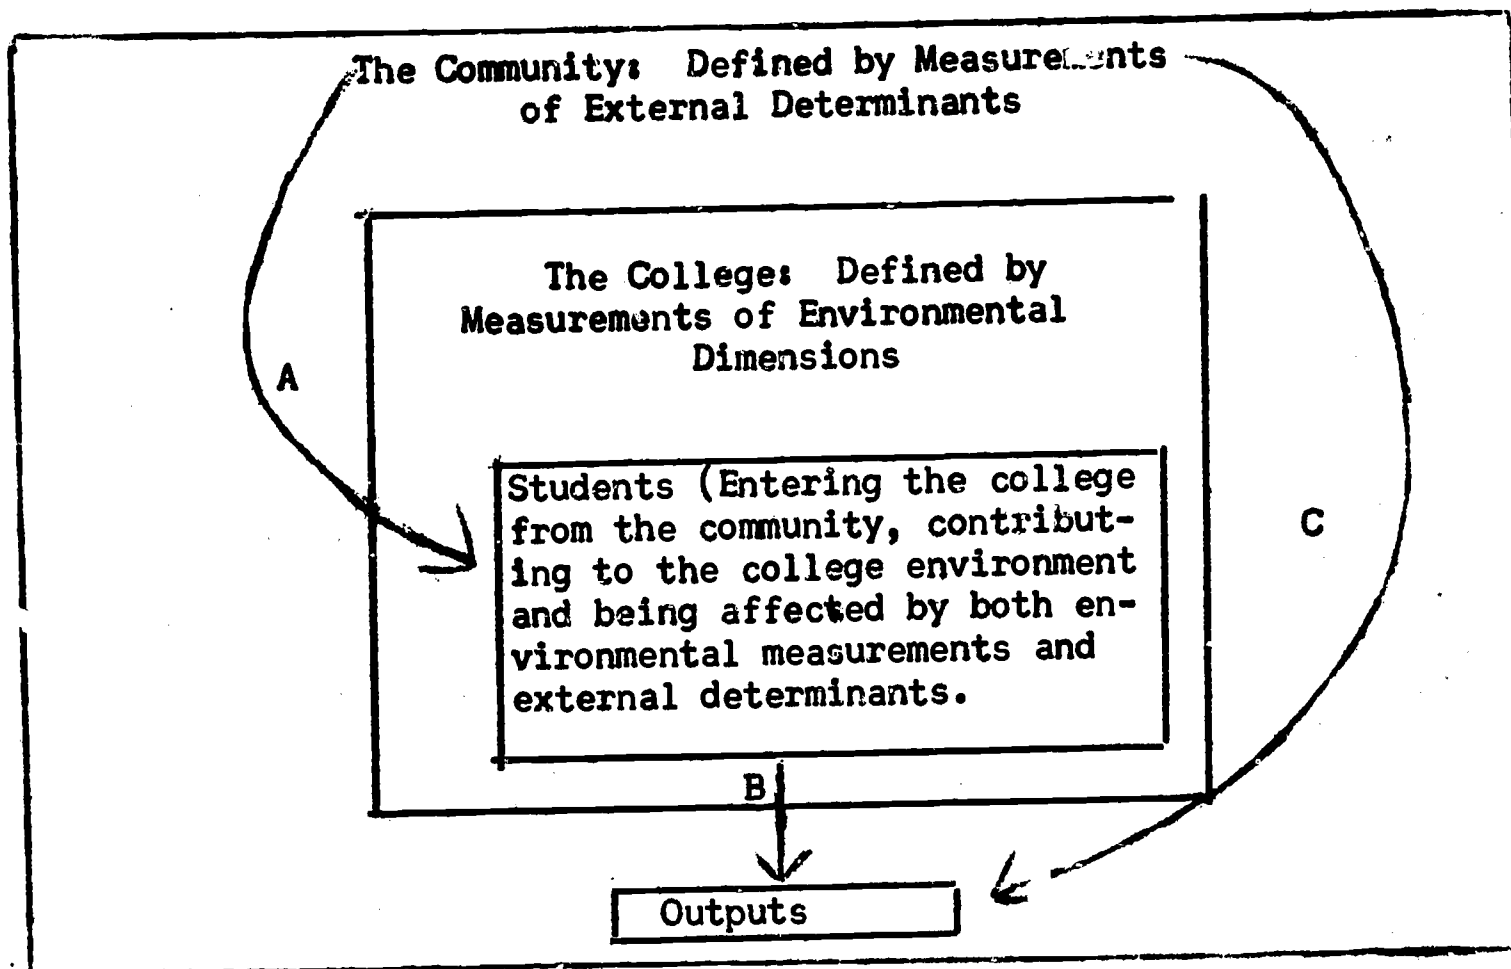 The Community: Defined by Measurements
of External Determinants
The College: Defined by
Measurements of Environmental
Dimensions
A
Students (Entering the college
from the community, contribut-
ing to the college environment
and being affected by both en-
vironmental measurements and
external determinants.
C
B
Outputs